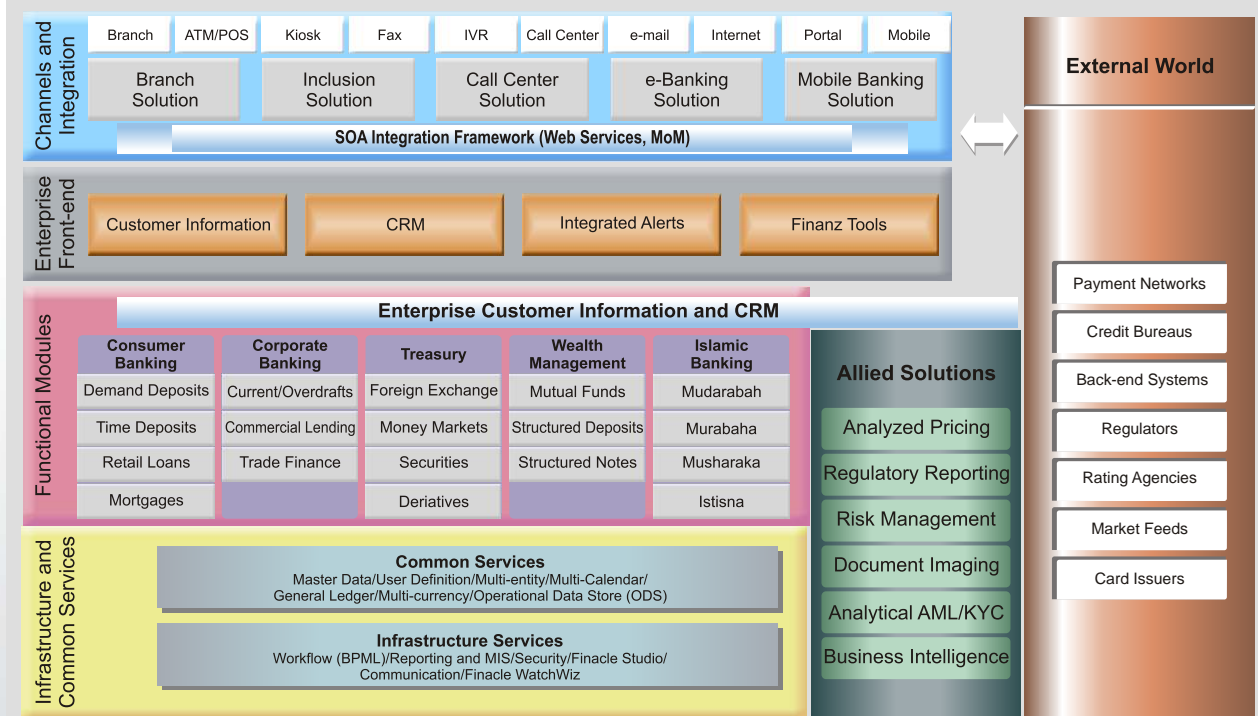 Channels and
Integration
Branch
ATM/POS
Kiosk
Fax
IVR
Call Center
e-mail
Internet
Portal
Mobile
Branch
Solution
Inclusion
Solution
Call Center
Solution
e-Banking
Solution
Mobile Banking
Solution
SOA Integration Framework (Web Services, MoM)
Enterprise
Front-end
Customer Information
CRM
Integrated Alerts
Finanz Tools
Functional Modules
Enterprise Customer Information and CRM
Consumer
Banking
Demand Deposits
Time Deposits
Retail Loans
Mortgages
Corporate
Banking
Current/Overdrafts
Commercial Lending
Trade Finance
Treasury
Foreign Exchange
Money Markets
Securities
Deriatives
Wealth
Management
Mutual Funds
Structured Deposits
Structured Notes
Islamic
Banking
Mudarabah
Murabaha
Musharaka
Istisna
Infrastructure and
Common Services
Common Services
Master Data/User Definition/Multi-entity/Multi-Calendar/
General Ledger/Multi-currency/Operational Data Store (ODS)
Infrastructure Services
Workflow (BPML)/Reporting and MIS/Security/Finacle Studio/
Communication/Finacle WatchWiz
Allied Solutions
Analyzed Pricing
Regulatory Reporting
Risk Management
Document Imaging
Analytical AML/KYC
Business Intelligence
External World
Payment Networks
Credit Bureaus
Back-end Systems
Regulators
Rating Agencies
Market Feeds
Card Issuers